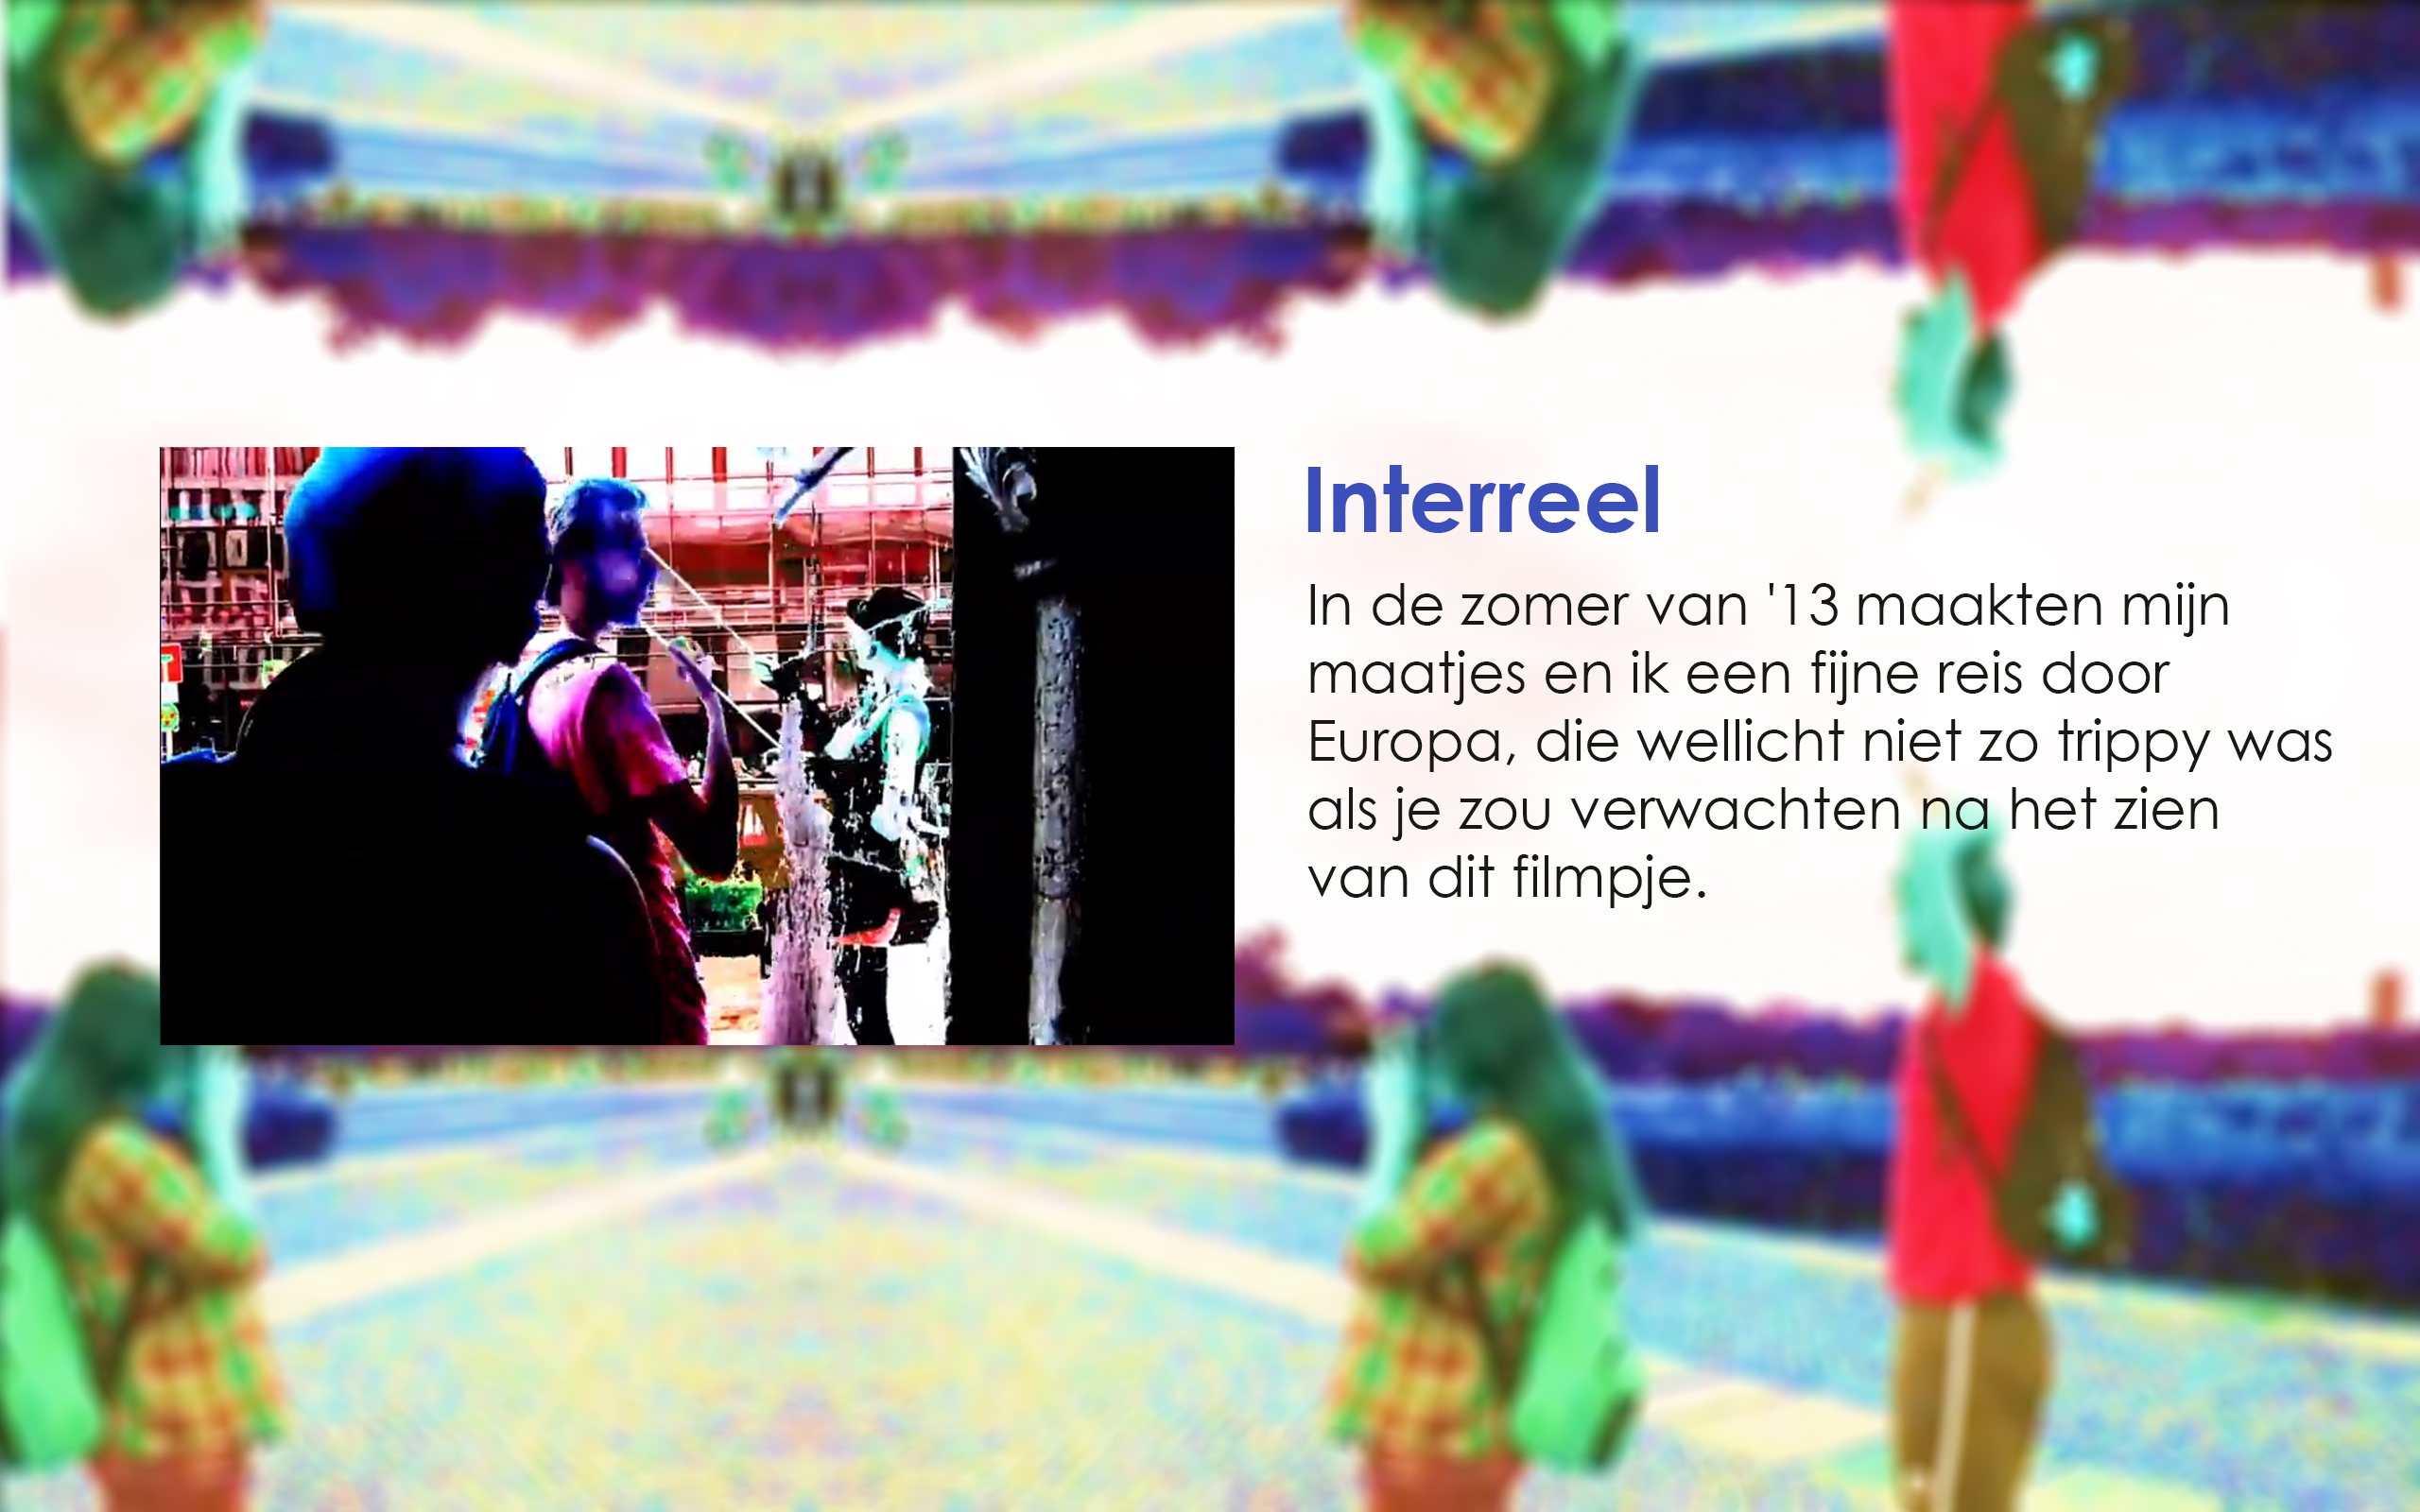 Interreel
In de zomer van '13 maakten mijn
maatjes en ik een fijne reis door
Europa, die wellicht niet zo trippy was
als je zou verwachten na het zien
van dit filmpje.